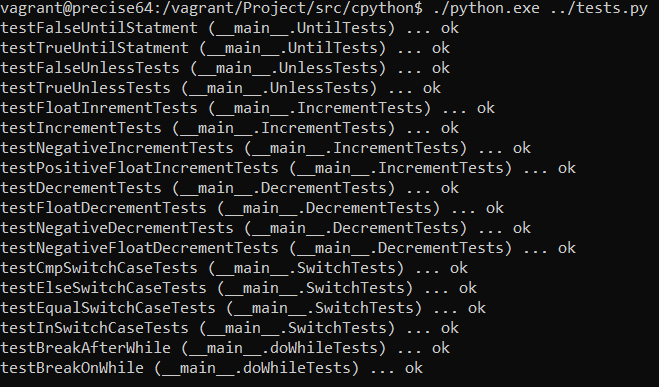 vagrant@precise64:/vagrant/Project/src/cpython$ ./python.exe ../tests.py
testFalseUntilStatment (__main__.UntilTests) ... ok
testTrueUntilStatment (__main__.UntilTests) ... ok
testFalseUnlessTests (__main__.UnlessTests) ... ok
testTrueUnlessTests (__main__.UnlessTests) ... ok
testFloatInrementTests (__main__.IncrementTests) ... ok
testIncrementTests (__main__.IncrementTests) ... ok
testNegativeIncrementTests (__main__.IncrementTests) ... ok
testPositiveFloatIncrementTests (__main__.IncrementTests) ... ok
testDecrementTests (__main__.DecrementTests) ... ok
testFloatDecrementTests (__main__.DecrementTests) ... ok
testNegativeDecrementTests (__main__.DecrementTests) ... ok
testNegativeFloatDecrementTests (__main__.DecrementTests) ... ok
testCmpSwitchCaseTests (__main__.SwitchTests) ... ok
testElseSwitchCaseTests (__main__.SwitchTests) ... ok
testEqualSwitchCaseTests (__main__.SwitchTests) ... ok
testInSwitchCaseTests (__main__.SwitchTests) ... ok
testBreakAfterWhile (__main__.doWhileTests) ... ok
testBreakOnWhile (__main__.doWhileTests) ... ok